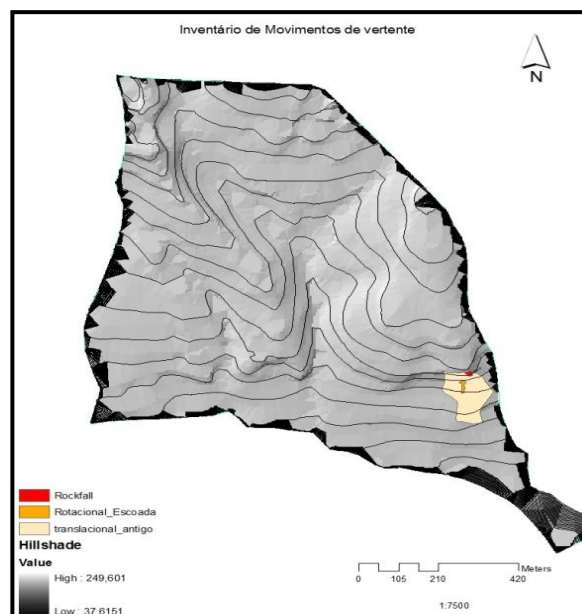 Inventário de Movimentos de vertente
N
Rockfall
Rotacional_Escoada
translacional_antigo
Hillshade
Value
High : 249,601
Low : 37,6151
0 55 105 210 420
Meters
1:7500